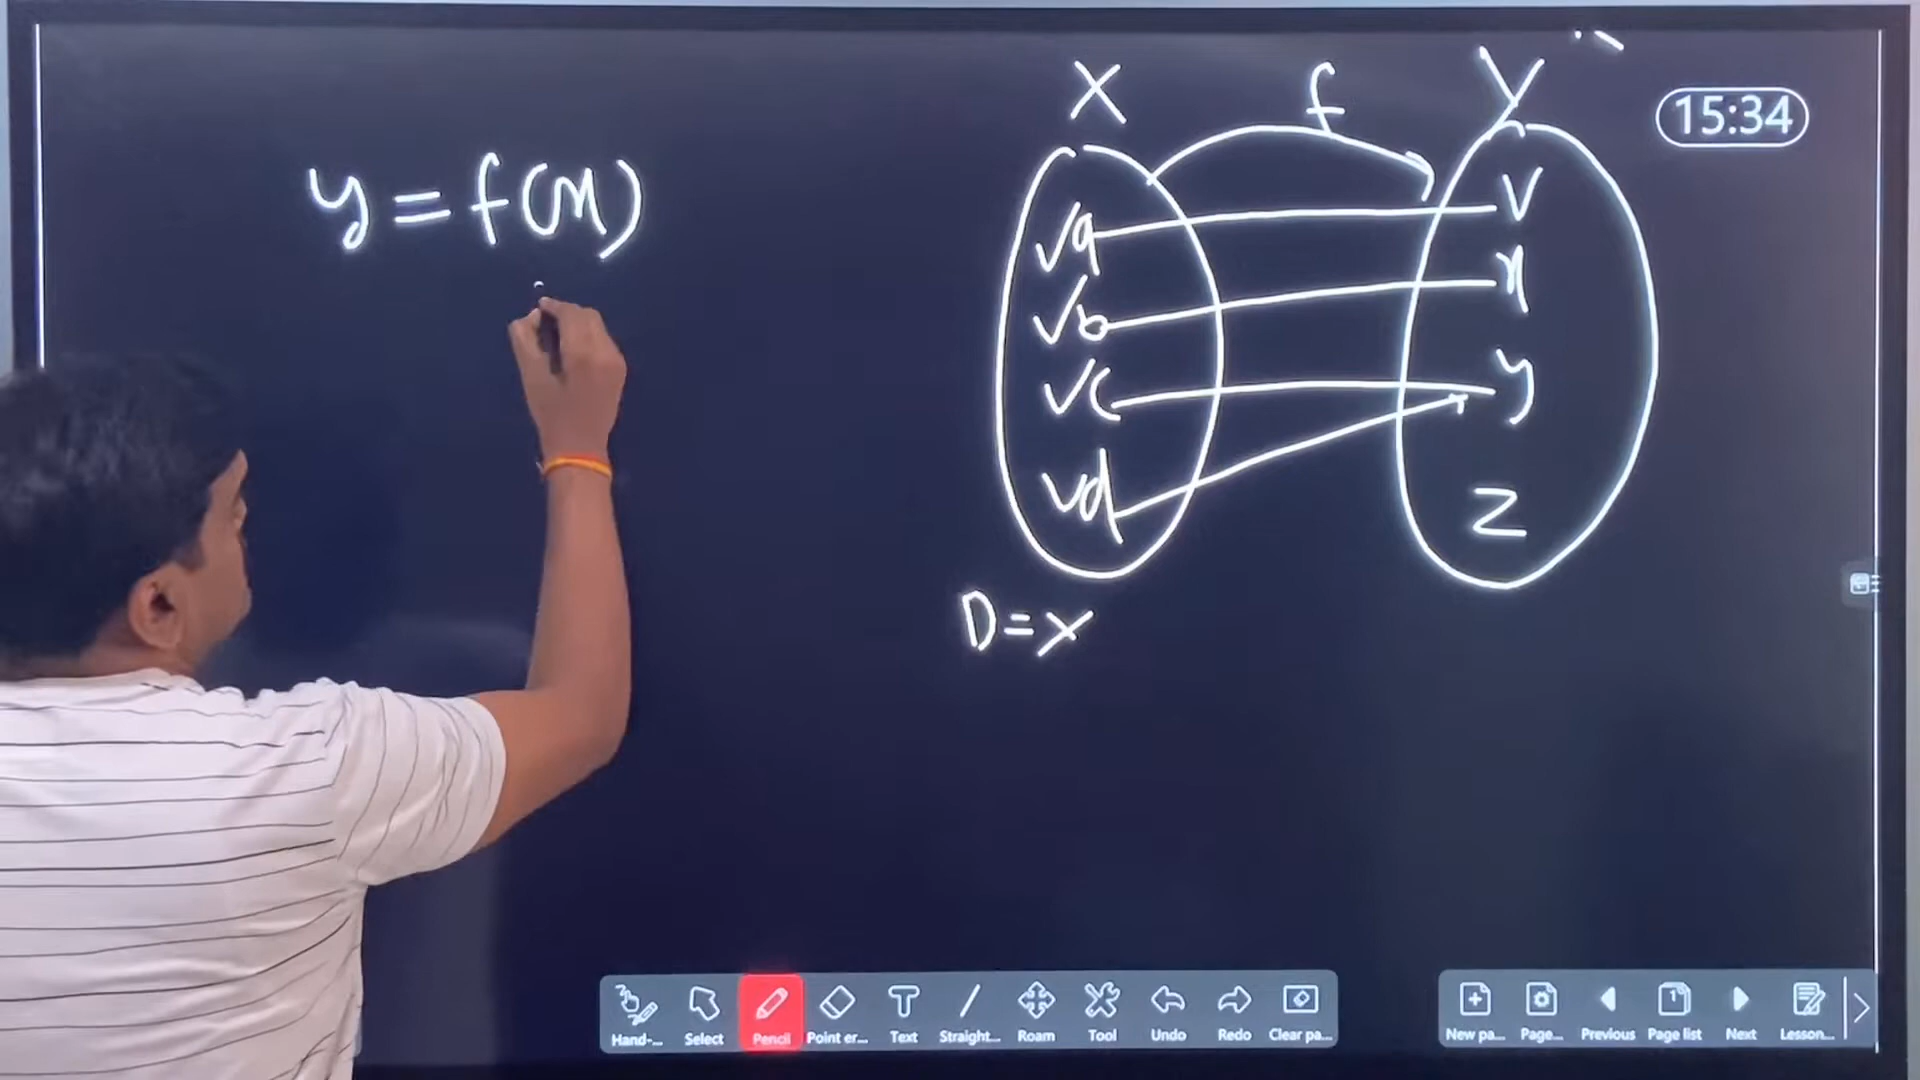 X f Y
15:34
y = f(x)
√a v
√b x
√c y
√d z
D = X
Hand-... Select Pencil Point er... Text Straight... Roam Tool Undo Redo Clear pa...
New pa... Page... Previous Page list Next Lesson...